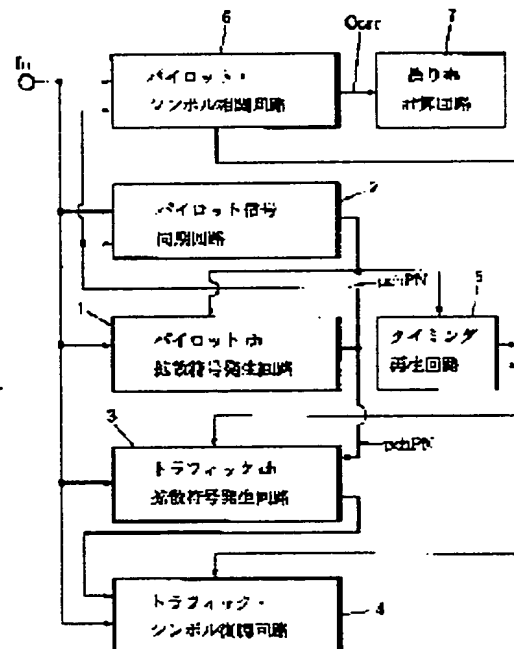 6
7
In
パイロット・
シンボル相関回路
誤り率
計算回路
2
パイロット信号
同期回路
pchPN
1
5
パイロットch
拡散符号発生回路
タイミング
再生回路
3
pchPN
トラフィックch
拡散符号発生回路
トラフィック・
シンボル復調回路
4